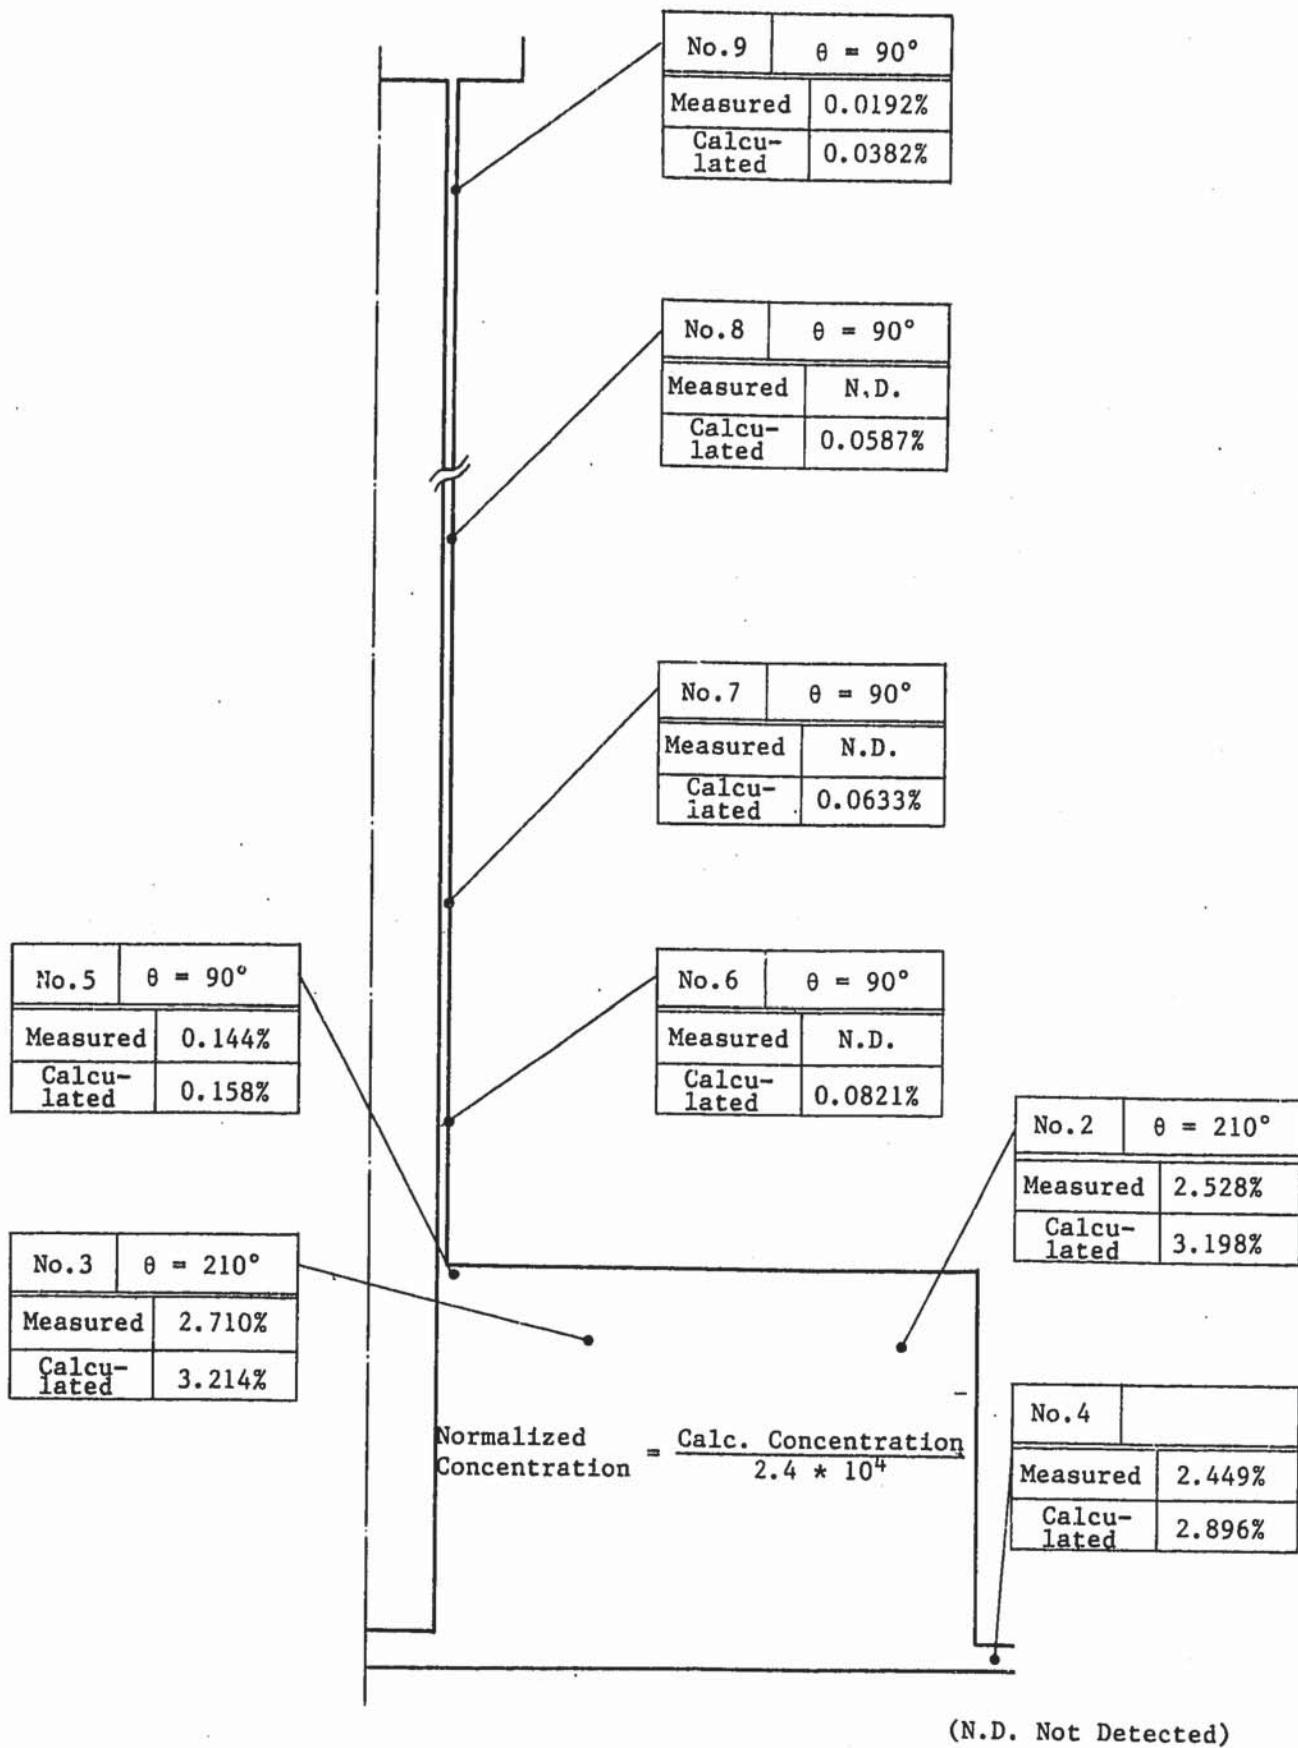 No.9 θ = 90°
Measured 0.0192%
Calcu-
lated 0.0382%
No.8 θ = 90°
Measured N.D.
Calcu-
lated 0.0587%
No.7 θ = 90°
Measured N.D.
Calcu-
lated 0.0633%
No.5 θ = 90°
Measured 0.144%
Calcu-
lated 0.158%
No.6 θ = 90°
Measured N.D.
Calcu-
lated 0.0821%
No.2 θ = 210°
Measured 2.528%
Calcu-
lated 3.198%
No.3 θ = 210°
Measured 2.710%
Calcu-
lated 3.214%
No.4
Measured 2.449%
Calcu-
lated 2.896%
Normalized
Concentration = Calc. Concentration
2.4 * 10⁴
(N.D. Not Detected)